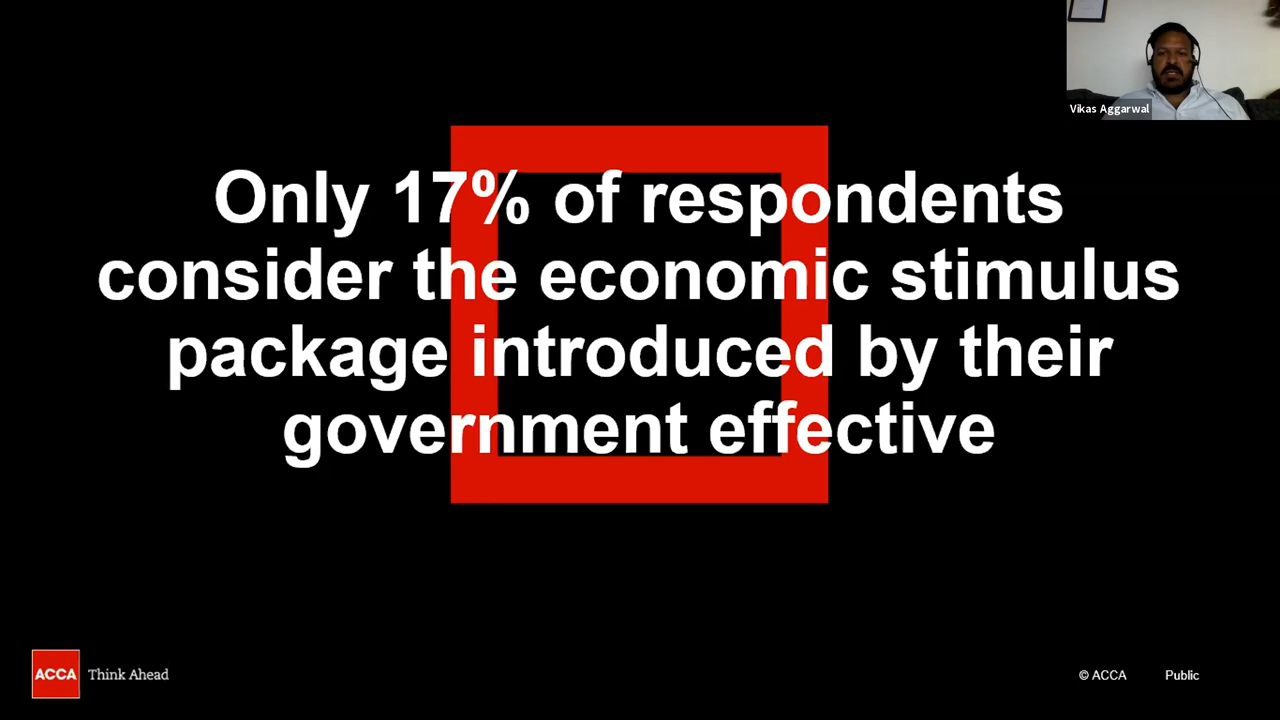 Vikas Aggarwal
Only 17% of respondents
consider the economic stimulus
package introduced by their
government effective
ACCA Think Ahead
© ACCA Public